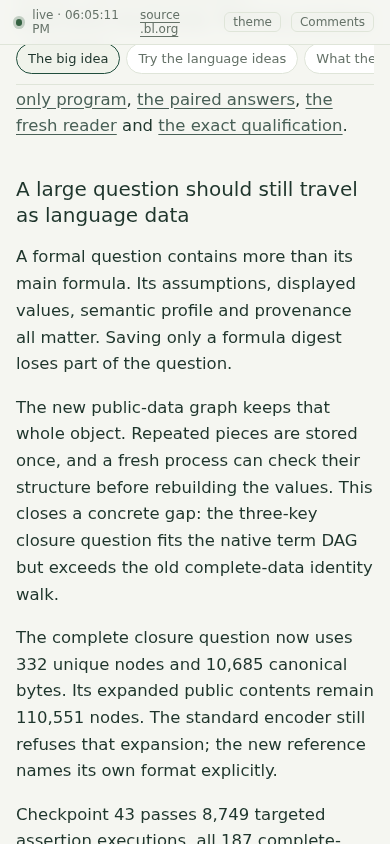 live · 06:05:11 PM
source.bl.org
theme
Comments
The big idea
Try the language ideas
What the
only program, the paired answers, the
fresh reader and the exact qualification.
A large question should still travel
as language data
A formal question contains more than its
main formula. Its assumptions, displayed
values, semantic profile and provenance
all matter. Saving only a formula digest
loses part of the question.
The new public-data graph keeps that
whole object. Repeated pieces are stored
once, and a fresh process can check their
structure before rebuilding the values. This
closes a concrete gap: the three-key
closure question fits the native term DAG
but exceeds the old complete-data identity
walk.
The complete closure question now uses
332 unique nodes and 10,685 canonical
bytes. Its expanded public contents remain
110,551 nodes. The standard encoder still
refuses that expansion; the new reference
names its own format explicitly.
Checkpoint 43 passes 8,749 targeted
assertion executions, all 187 complete-